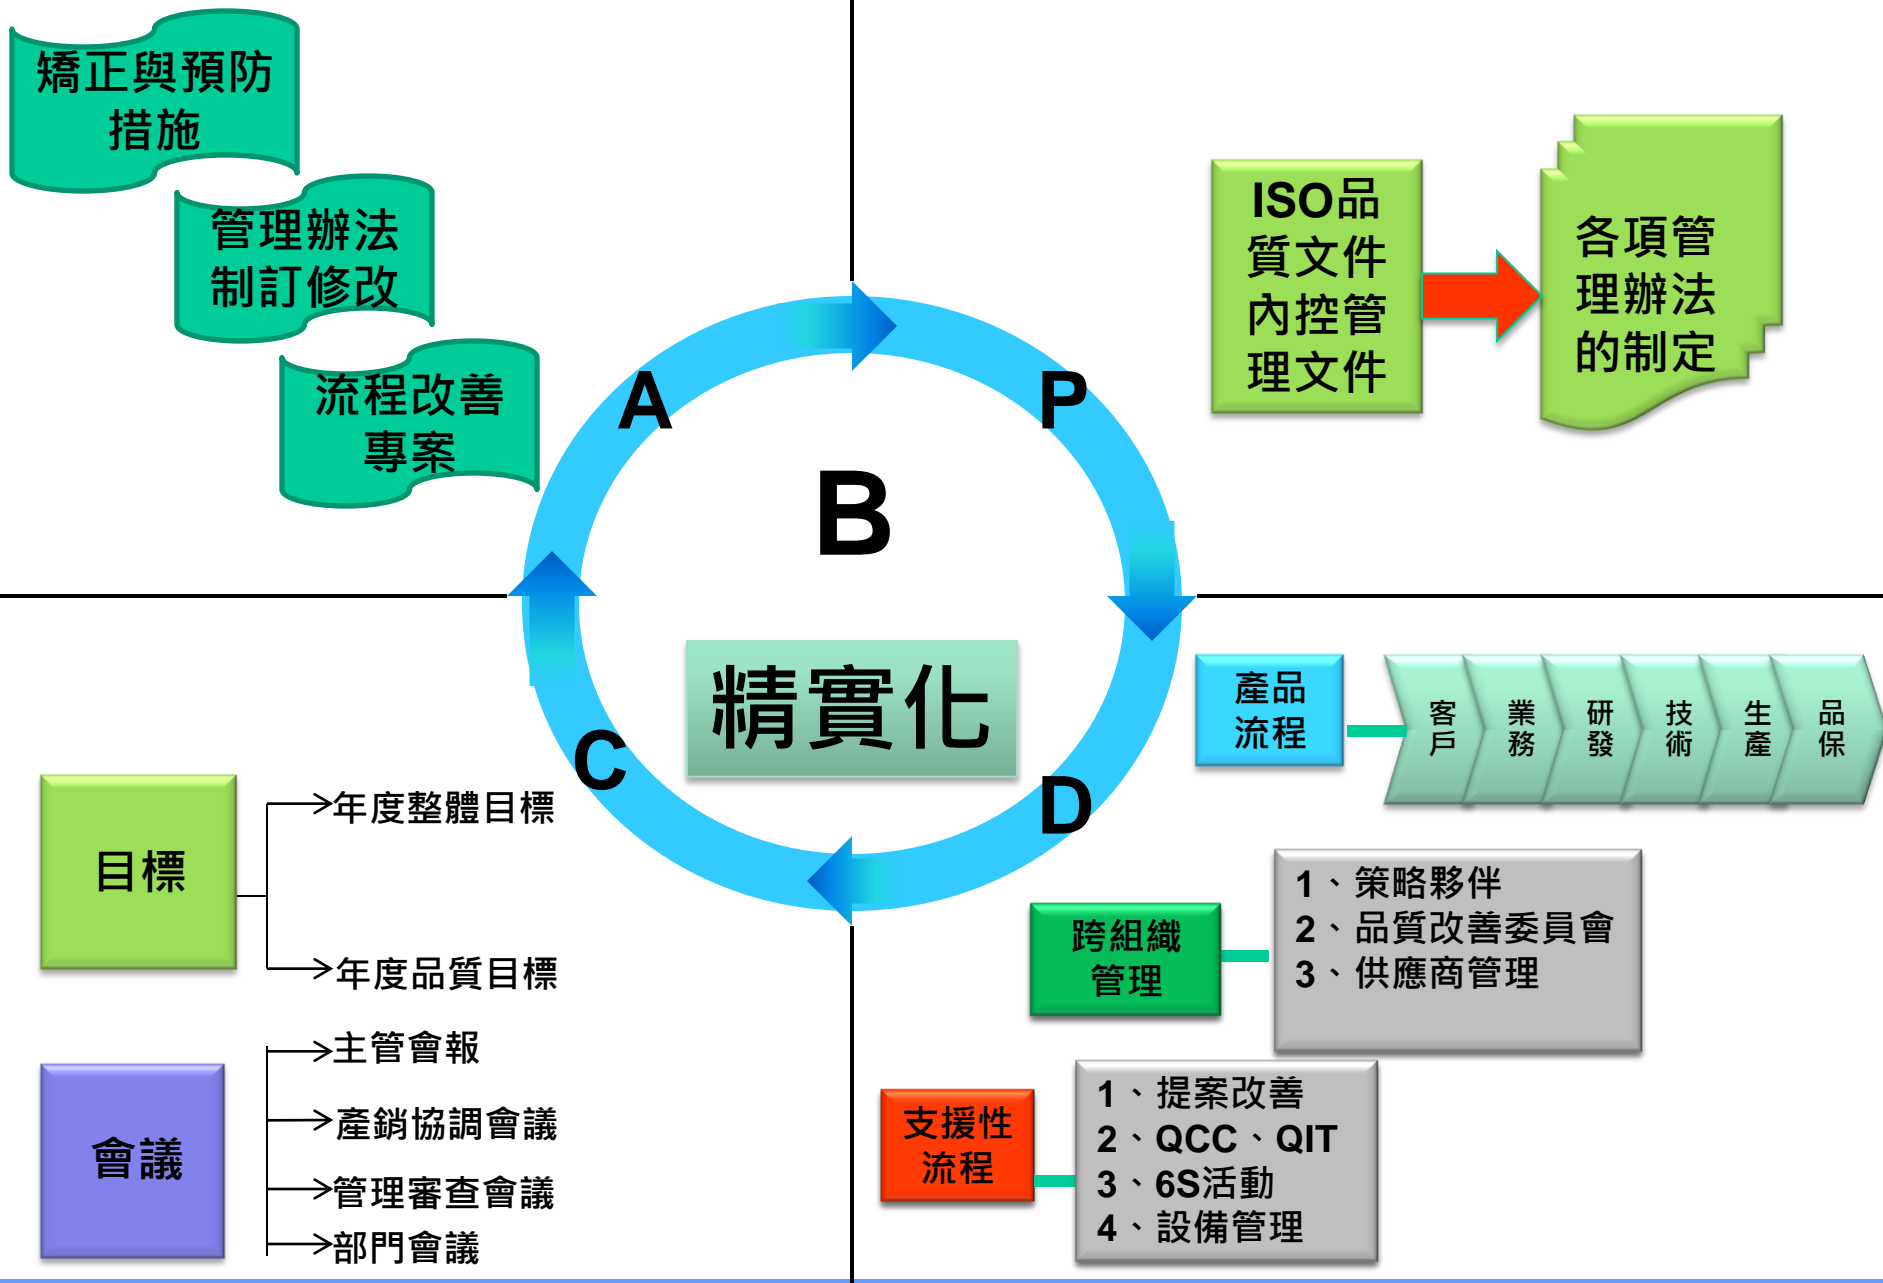 矯正與預防
措施
管理辦法
制訂修改
流程改善
專案
ISO品
質文件
內控管
理文件
各項管
理辦法
的制定
A
P
B
精實化
C
D
目標
年度整體目標
年度品質目標
會議
主管會報
產銷協調會議
管理審查會議
部門會議
產品
流程
客戶
業務
研發
技術
生產
品保
跨組織
管理
1、策略夥伴
2、品質改善委員會
3、供應商管理
支援性
流程
1、提案改善
2、QCC、QIT
3、6S活動
4、設備管理